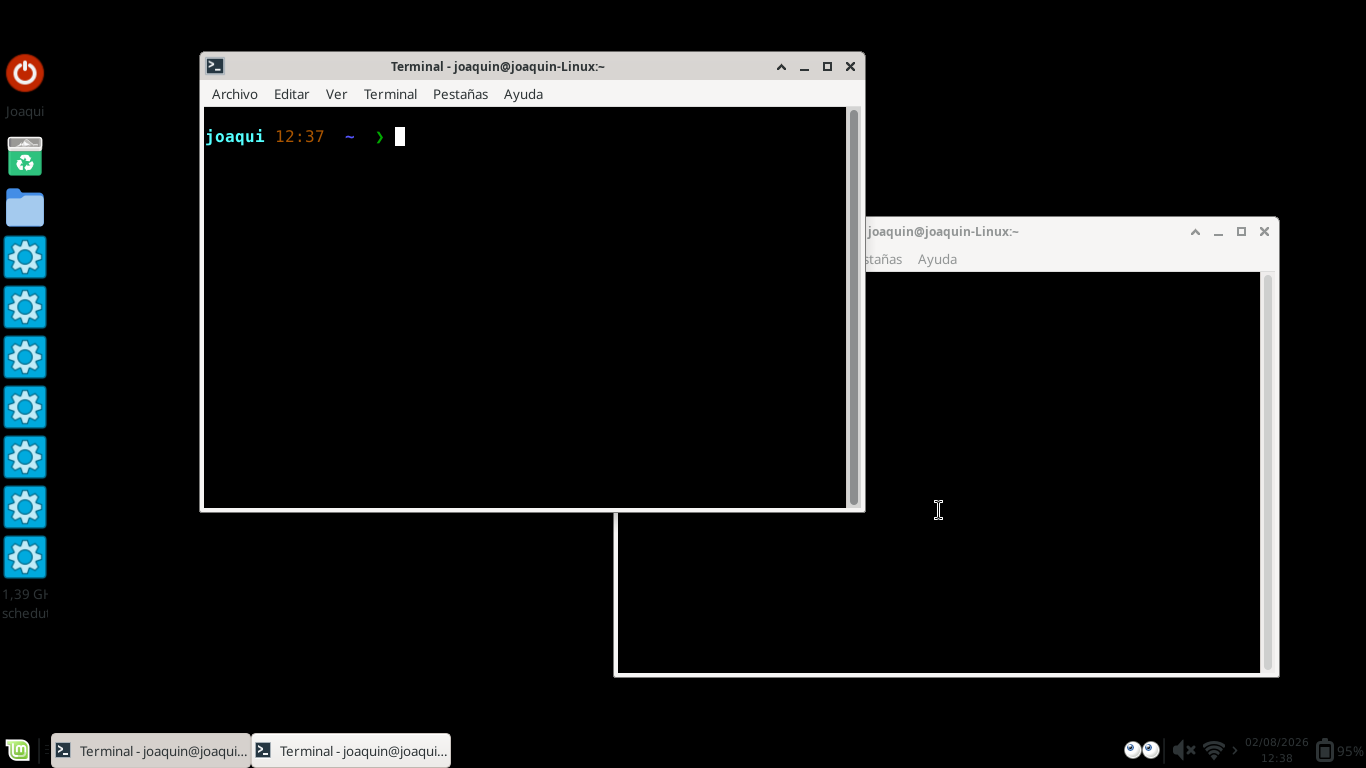 Joaqui
1,39 GH
schedut
Terminal - joaquin@joaquin-Linux:~
Archivo Editar Ver Terminal Pestañas Ayuda
joaqui 12:37 ~ ❯
joaquin@joaquin-Linux:~
stañas Ayuda
Terminal - joaquin@joaqui...
Terminal - joaquin@joaqui...
02/08/2026
12:38
95%